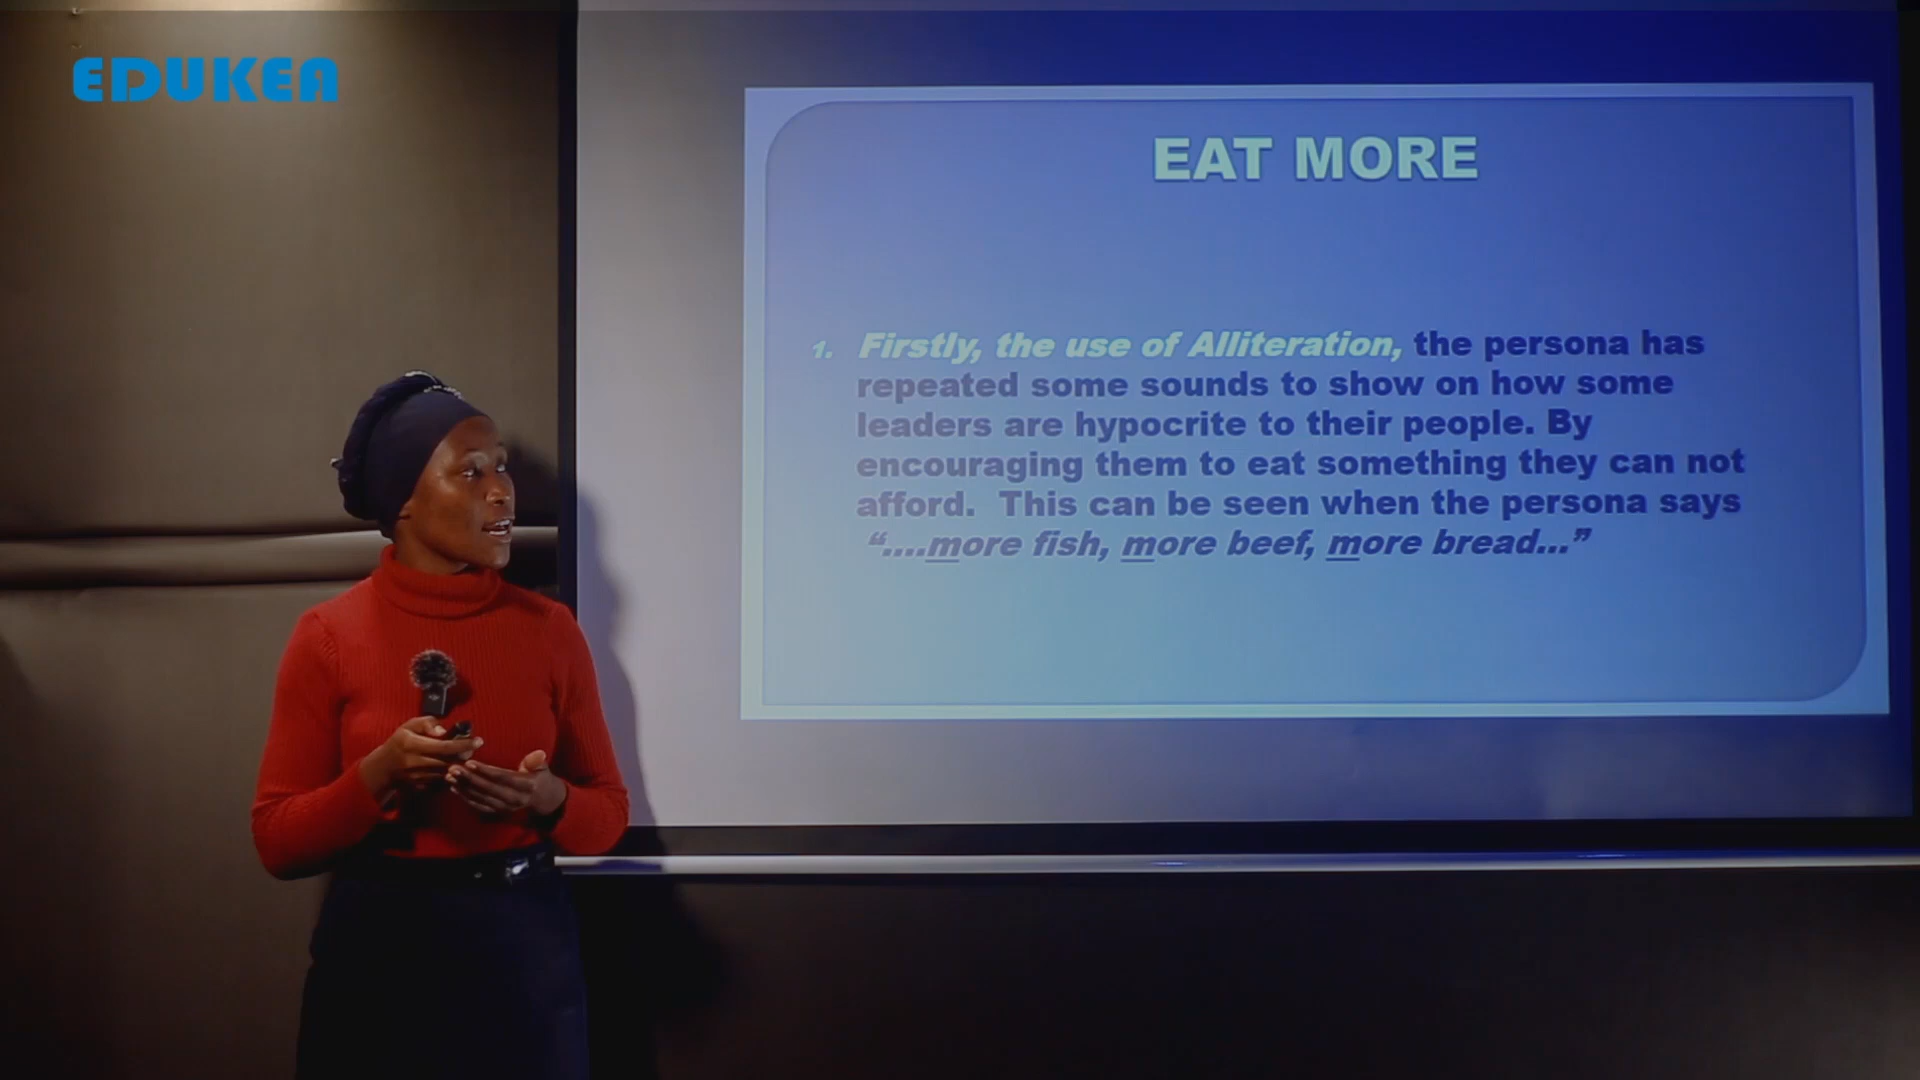 EDUKEA
EAT MORE
1. Firstly, the use of Alliteration, the persona has
repeated some sounds to show on how some
leaders are hypocrite to their people. By
encouraging them to eat something they can not
afford. This can be seen when the persona says
“....more fish, more beef, more bread...”